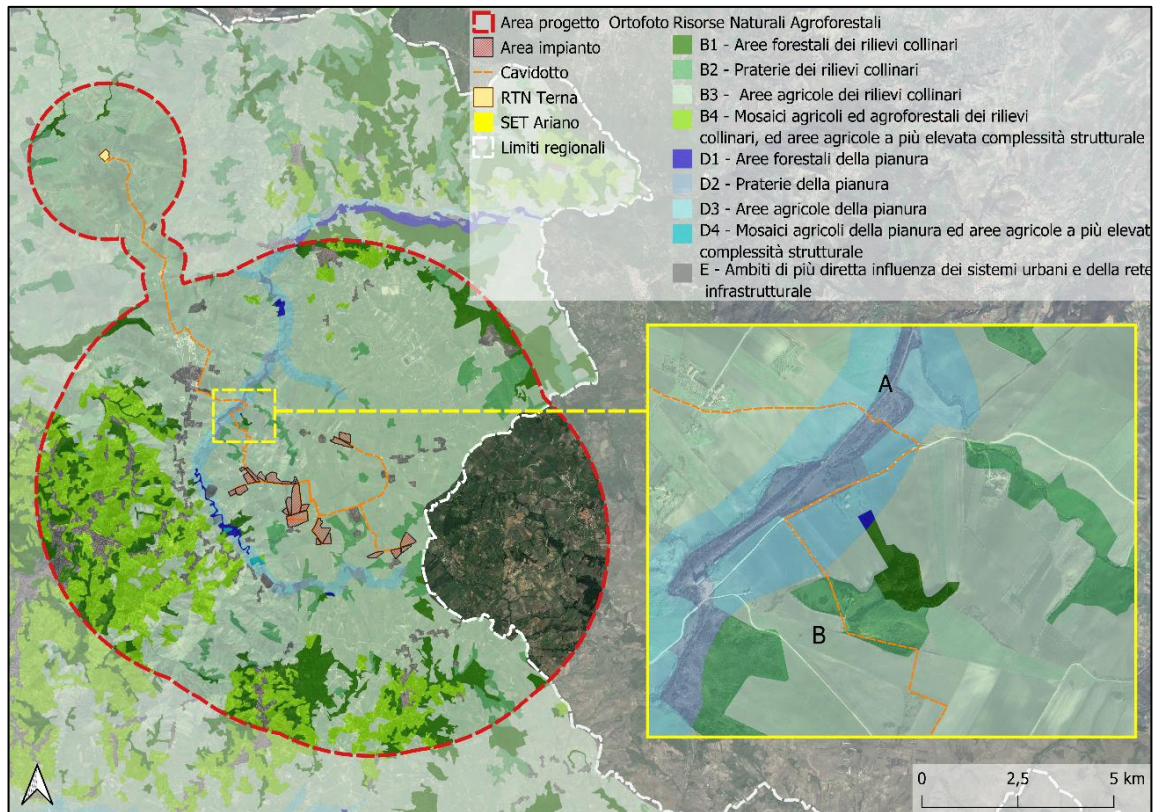 Area progetto
Ortofoto Risorse Naturali Agroforestali
Area impianto
B1 - Aree forestali dei rilievi collinari
Cavidotto
B2 - Praterie dei rilievi collinari
RTN Terna
B3 - Aree agricole dei rilievi collinari
SET Ariano
B4 - Mosaici agricoli ed agroforestali dei rilievi
collinari, ed aree agricole a più elevata complessità strutturale
Limiti regionali
D1 - Aree forestali della pianura
D2 - Praterie della pianura
D3 - Aree agricole della pianura
D4 - Mosaici agricoli della pianura ed aree agricole a più elevat
complessità strutturale
E - Ambiti di più diretta influenza dei sistemi urbani e della rete
infrastrutturale
A
B
0 2,5 5 km